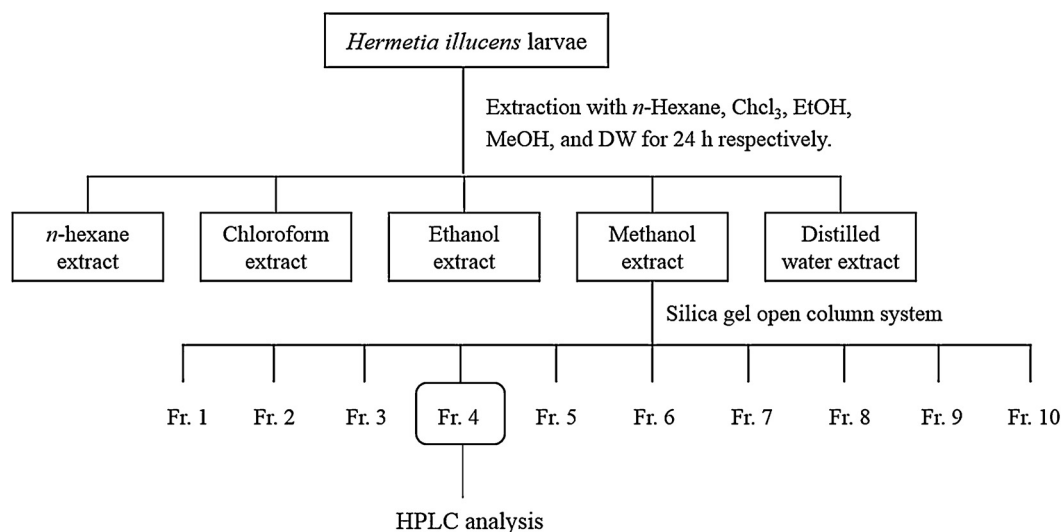 Hermetia illucens larvae
Extraction with n-Hexane, Chcl₃, EtOH,
MeOH, and DW for 24 h respectively.
n-hexane
extract
Chloroform
extract
Ethanol
extract
Methanol
extract
Distilled
water extract
Silica gel open column system
Fr. 1 Fr. 2 Fr. 3 Fr. 4 Fr. 5 Fr. 6 Fr. 7 Fr. 8 Fr. 9 Fr. 10
HPLC analysis